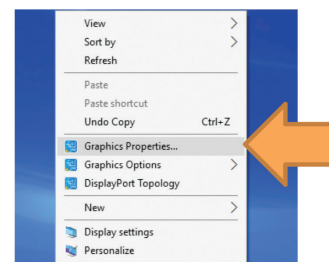 View
Sort by
Refresh
Paste
Paste shortcut
Undo Copy Ctrl+Z
Graphics Properties...
Graphics Options
DisplayPort Topology
New
Display settings
Personalize